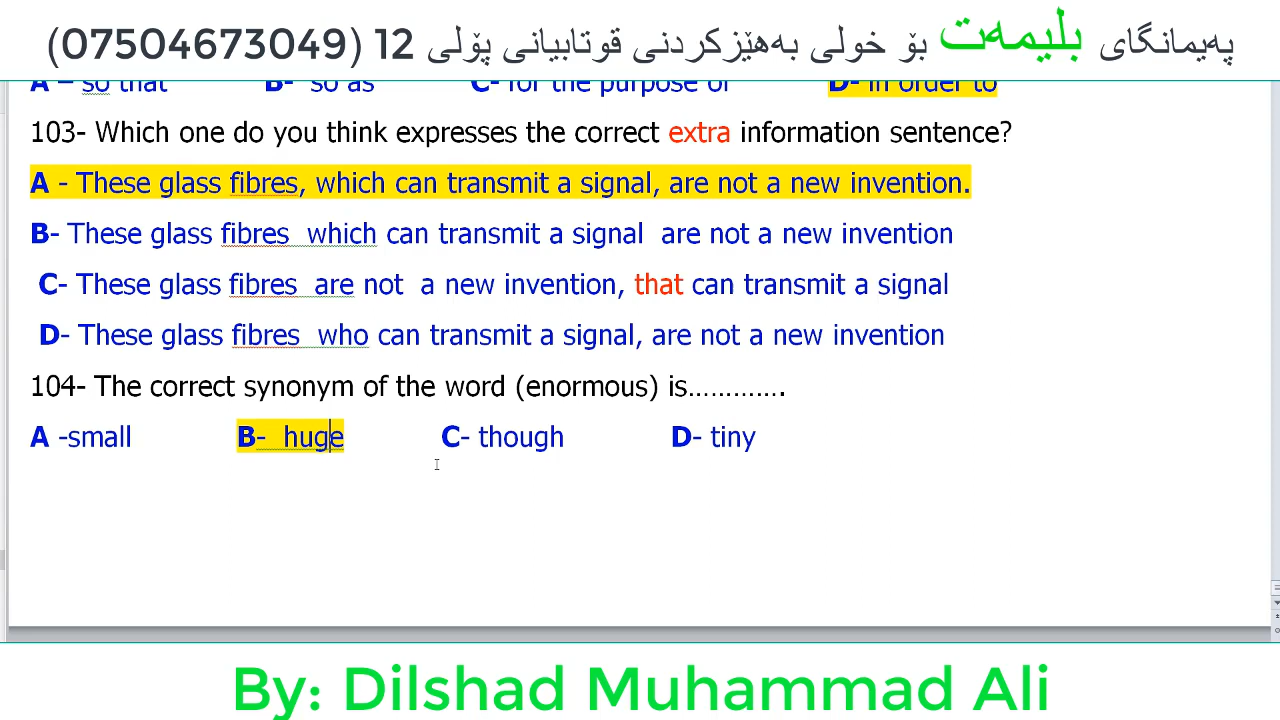 پەیمانگای بلیمەت بۆ خولی بەهێزکردنی قوتابیانی پۆلی 12 (07504673049)
A – so that B- so as C- for the purpose of D- in order to
103- Which one do you think expresses the correct extra information sentence?
A - These glass fibres, which can transmit a signal, are not a new invention.
B- These glass fibres which can transmit a signal are not a new invention
C- These glass fibres are not a new invention, that can transmit a signal
D- These glass fibres who can transmit a signal, are not a new invention
104- The correct synonym of the word (enormous) is………….
A -small B- huge C- though D- tiny
By: Dilshad Muhammad Ali